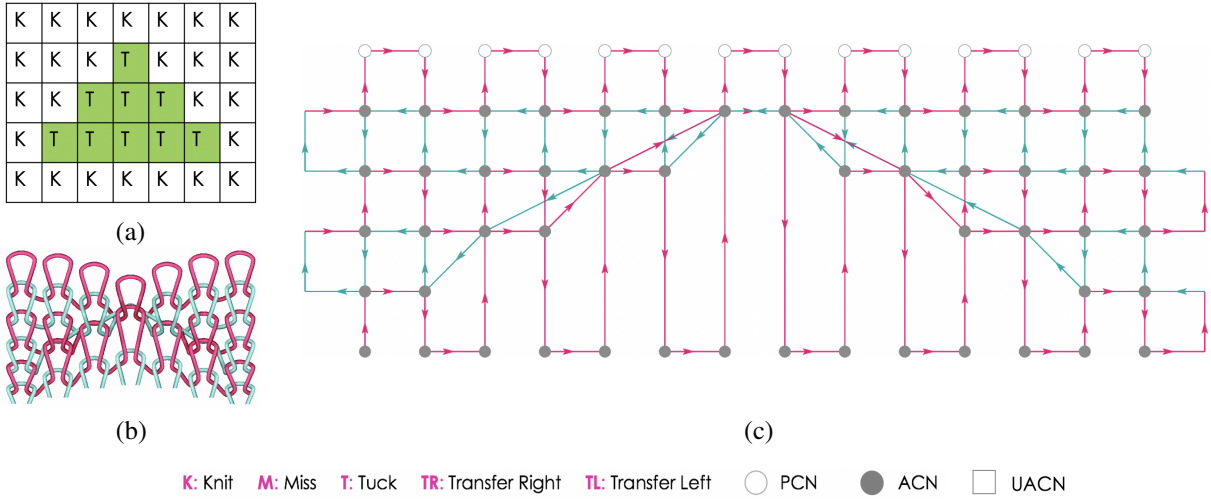 K K K K K K K
K K K T K K K
K K T T T K K
K T T T T T K
K K K K K K K
(a)
(b)
(c)
K: Knit M: Miss T: Tuck TR: Transfer Right TL: Transfer Left PCN ACN UACN